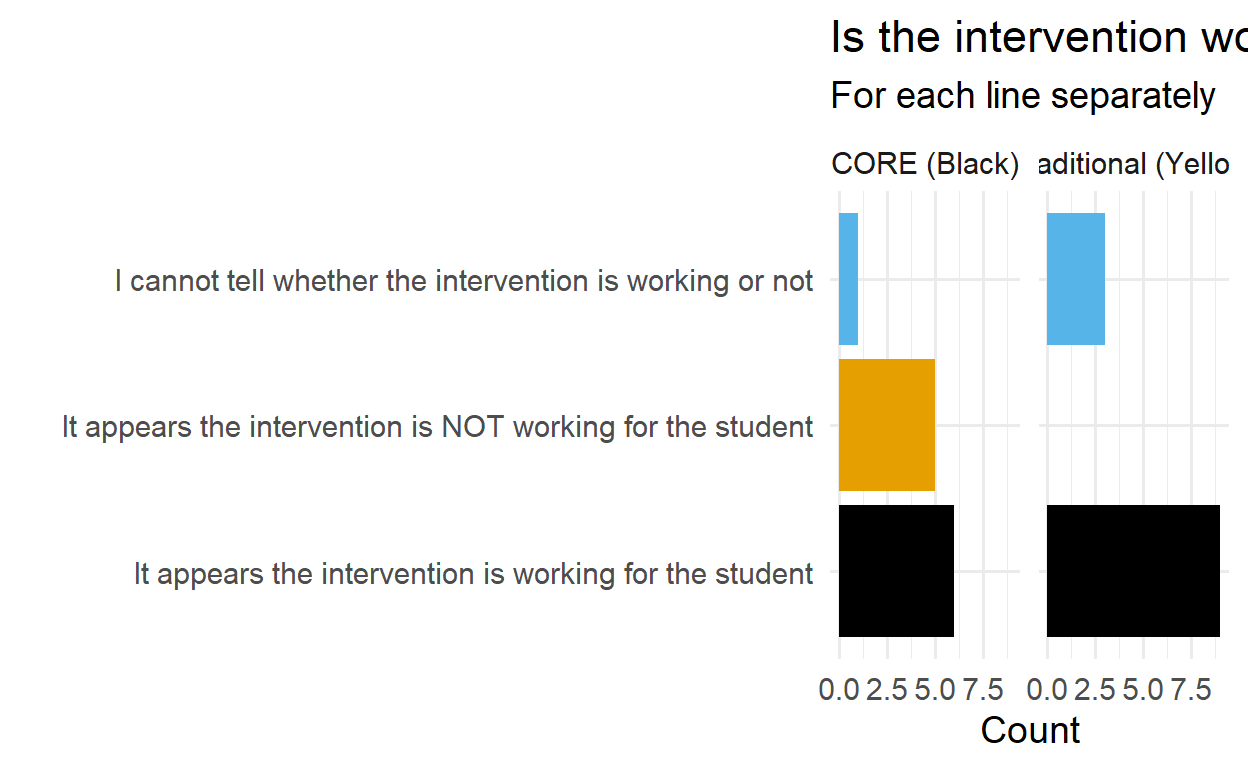 Is the intervention wo
For each line separately
CORE (Black)
aditional (Yello
I cannot tell whether the intervention is working or not
It appears the intervention is NOT working for the student
It appears the intervention is working for the student
0.0 2.5 5.0 7.5
0.0 2.5 5.0 7.5
Count